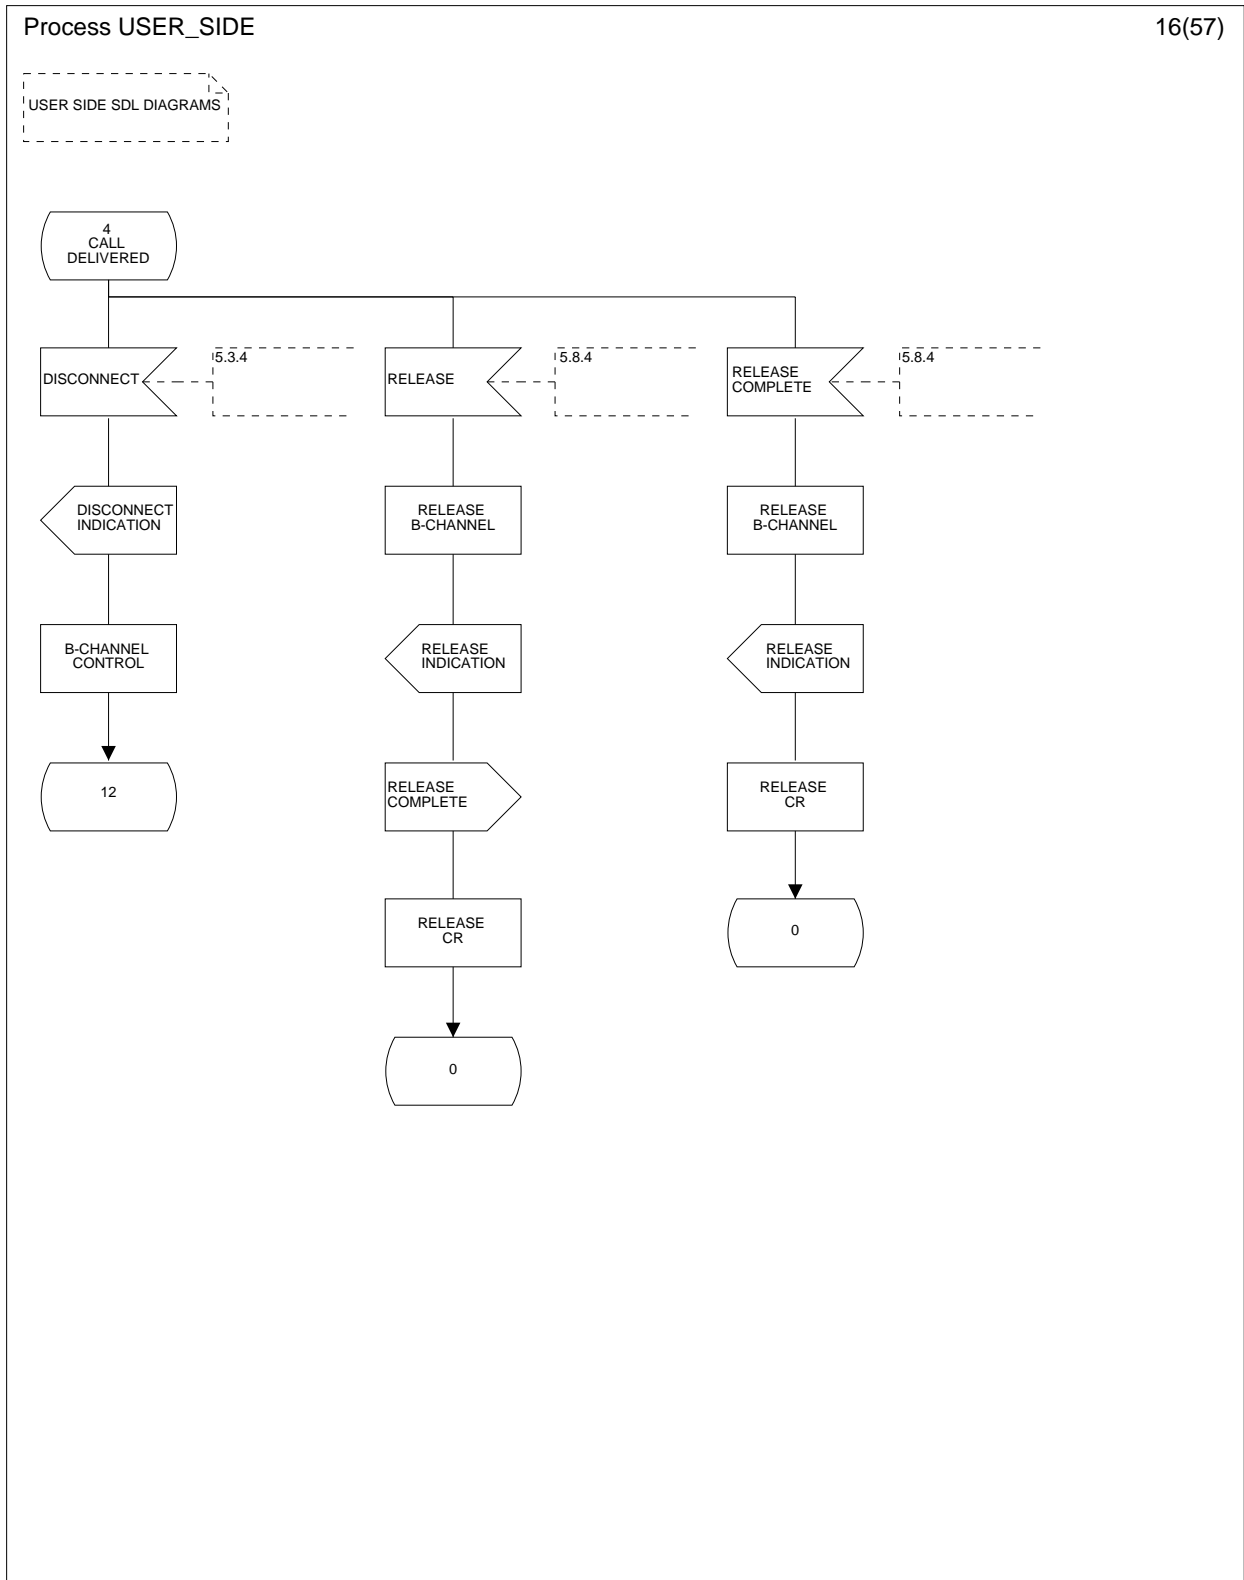 Process USER_SIDE
16(57)
USER SIDE SDL DIAGRAMS
4
CALL
DELIVERED
DISCONNECT
5.3.4
RELEASE
5.8.4
RELEASE
COMPLETE
5.8.4
DISCONNECT
INDICATION
RELEASE
B-CHANNEL
RELEASE
B-CHANNEL
B-CHANNEL
CONTROL
RELEASE
INDICATION
RELEASE
INDICATION
12
RELEASE
COMPLETE
RELEASE
CR
RELEASE
CR
0
0